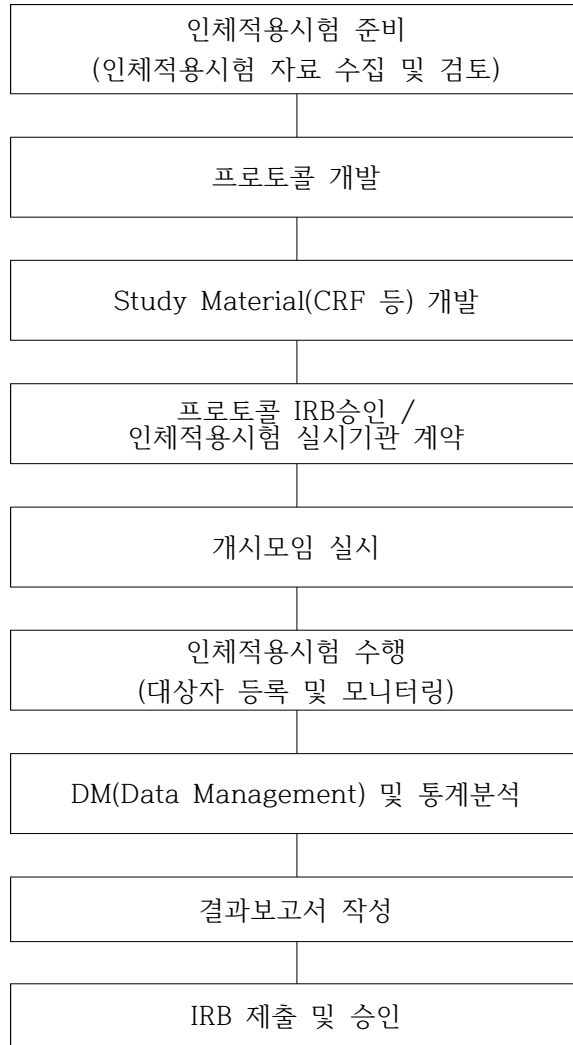 인체적용시험 준비
(인체적용시험 자료 수집 및 검토)
프로토콜 개발
Study Material(CRF 등) 개발
프로토콜 IRB승인 /
인체적용시험 실시기관 계약
개시모임 실시
인체적용시험 수행
(대상자 등록 및 모니터링)
DM(Data Management) 및 통계분석
결과보고서 작성
IRB 제출 및 승인